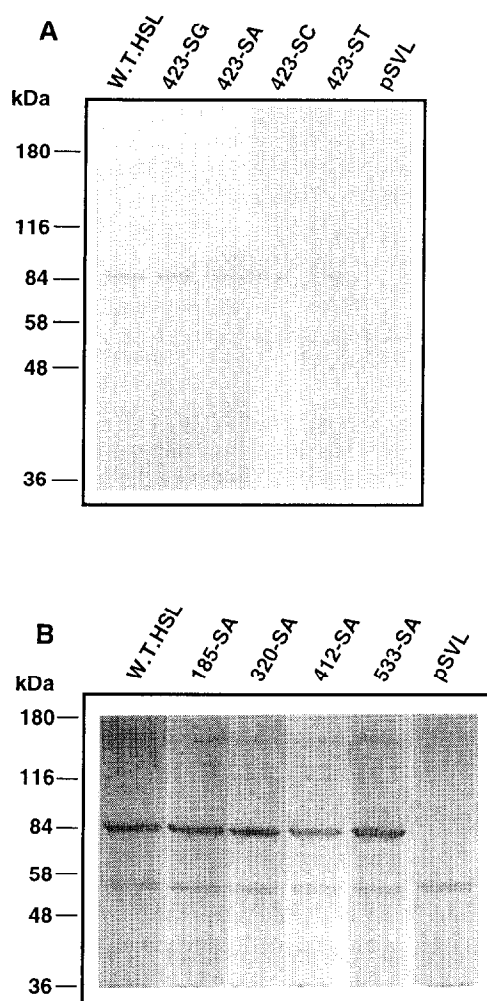 A
W.T.HSL 423-SG 423-SA 423-SC 423-ST pSVL
kDa
180
116
84
58
48
36
B
W.T.HSL 185-SA 320-SA 412-SA 533-SA pSVL
kDa
180
116
84
58
48
36